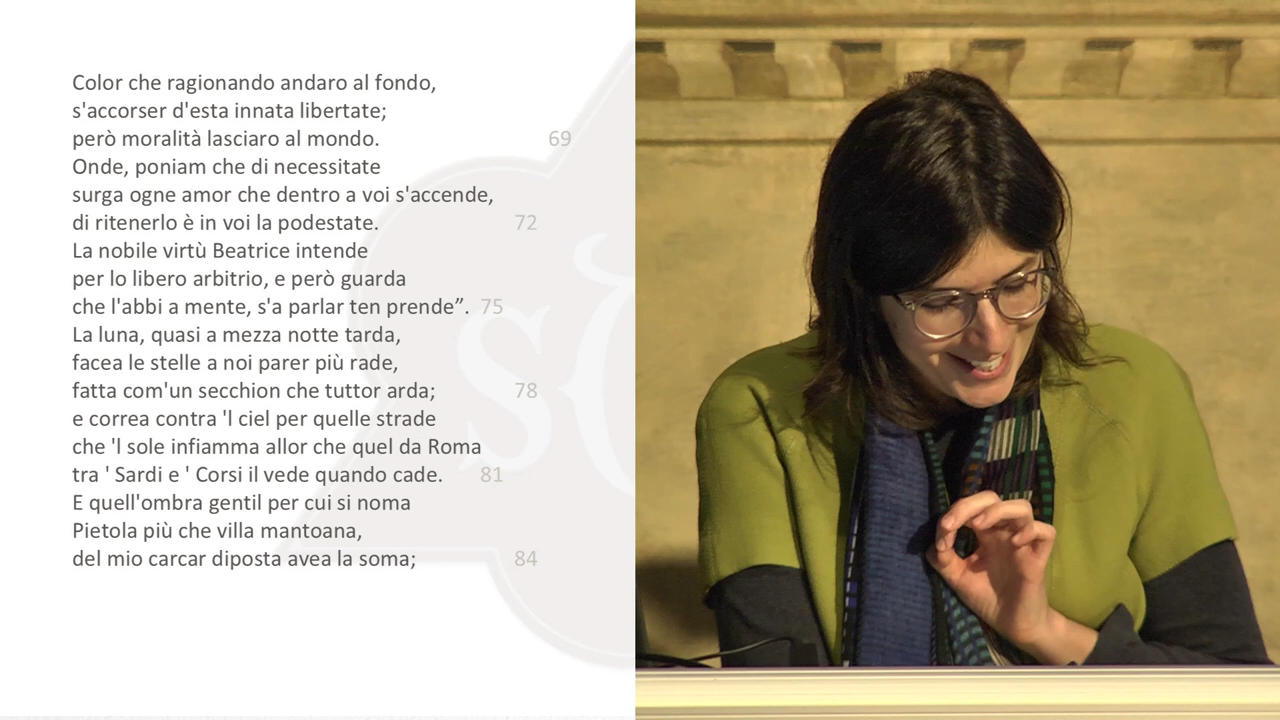 Color che ragionando andaro al fondo,
s'accorser d'esta innata libertate;
però moralità lasciaro al mondo. 69
Onde, poniam che di necessitate
surga ogne amor che dentro a voi s'accende,
di ritenerlo è in voi la podestate. 72
La nobile virtù Beatrice intende
per lo libero arbitrio, e però guarda
che l'abbi a mente, s'a parlar ten prende”. 75
La luna, quasi a mezza notte tarda,
facea le stelle a noi parer più rade,
fatta com'un secchion che tuttor arda; 78
e correa contra 'l ciel per quelle strade
che 'l sole infiamma allor che quel da Roma
tra ' Sardi e ' Corsi il vede quando cade. 81
E quell'ombra gentil per cui si noma
Pietola più che villa mantoana,
del mio carcar diposta avea la soma; 84